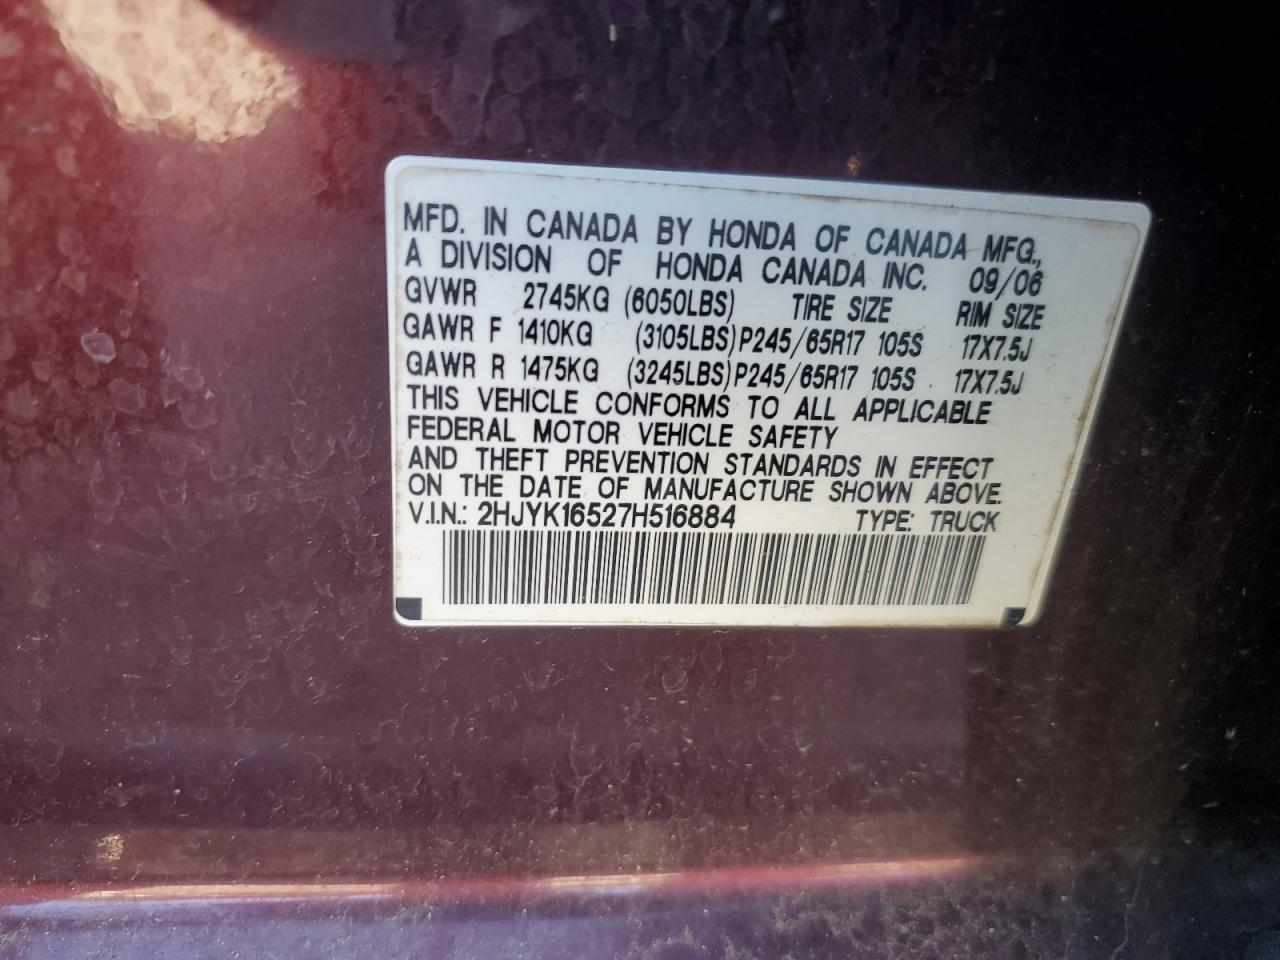 MFD. IN CANADA BY HONDA OF CANADA MFG.,
A DIVISION OF HONDA CANADA INC. 09/06
GVWR 2745KG (6050LBS) TIRE SIZE RIM SIZE
GAWR F 1410KG (3105LBS) P245/65R17 105S 17X7.5J
GAWR R 1475KG (3245LBS) P245/65R17 105S 17X7.5J
THIS VEHICLE CONFORMS TO ALL APPLICABLE
FEDERAL MOTOR VEHICLE SAFETY
AND THEFT PREVENTION STANDARDS IN EFFECT
ON THE DATE OF MANUFACTURE SHOWN ABOVE.
V.I.N.: 2HJYK16527H516884 TYPE: TRUCK